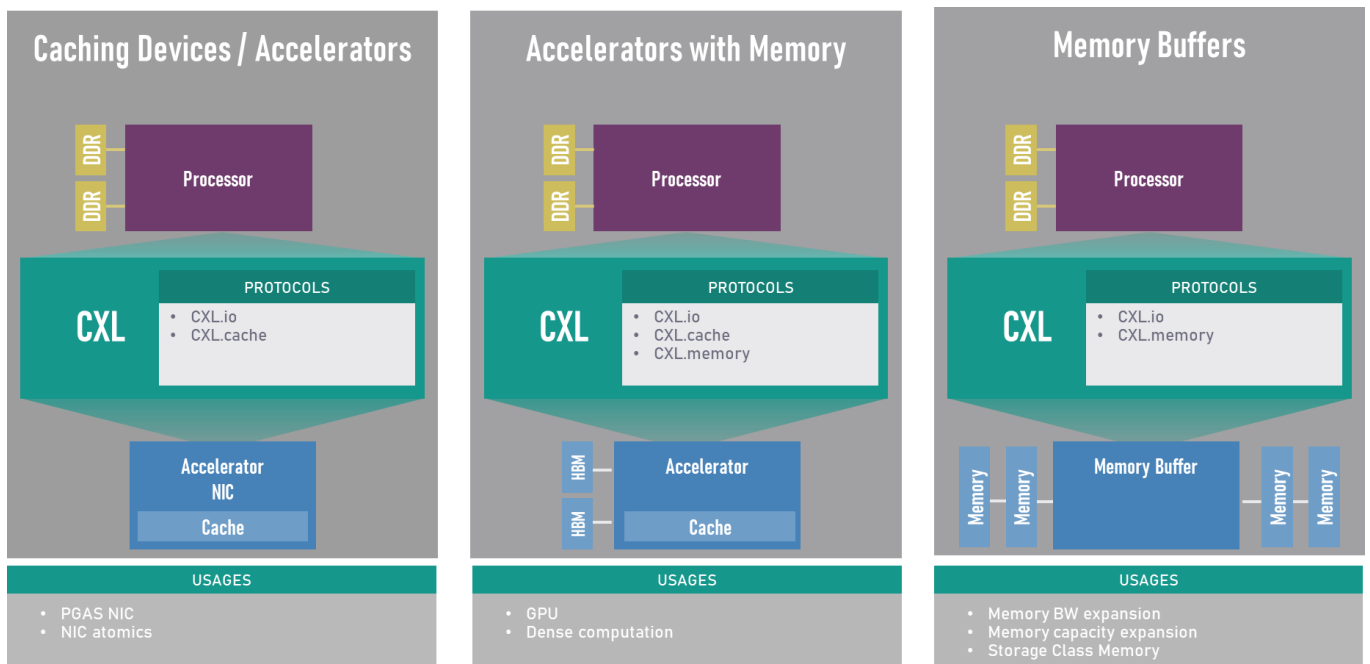 Caching Devices / Accelerators
DDR
DDR
Processor
CXL
PROTOCOLS
• CXL.io
• CXL.cache
Accelerator
NIC
Cache
USAGES
• PGAS NIC
• NIC atomics
Accelerators with Memory
DDR
DDR
Processor
CXL
PROTOCOLS
• CXL.io
• CXL.cache
• CXL.memory
HBM
HBM
Accelerator
Cache
USAGES
• GPU
• Dense computation
Memory Buffers
DDR
DDR
Processor
CXL
PROTOCOLS
• CXL.io
• CXL.memory
Memory
Memory
Memory Buffer
Memory
Memory
USAGES
• Memory BW expansion
• Memory capacity expansion
• Storage Class Memory